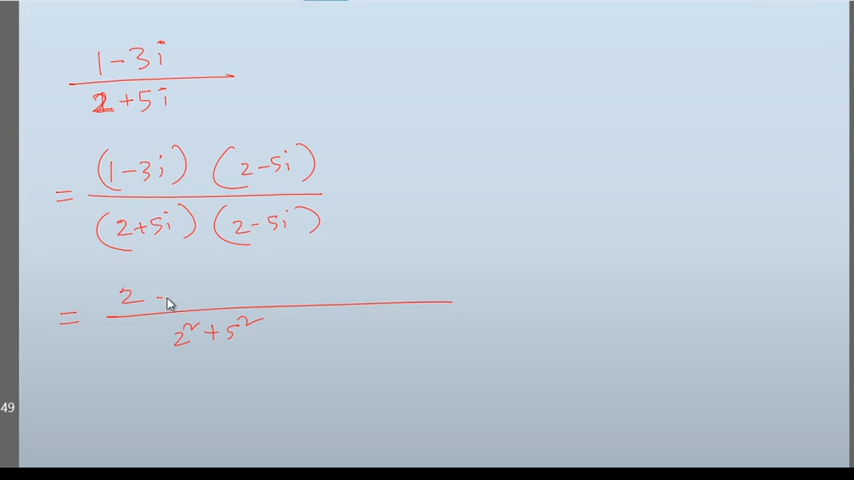 1-3i
2+5i
= (1-3i) (2-5i)
(2+5i) (2-5i)
= 2 -
2² + 5²
49